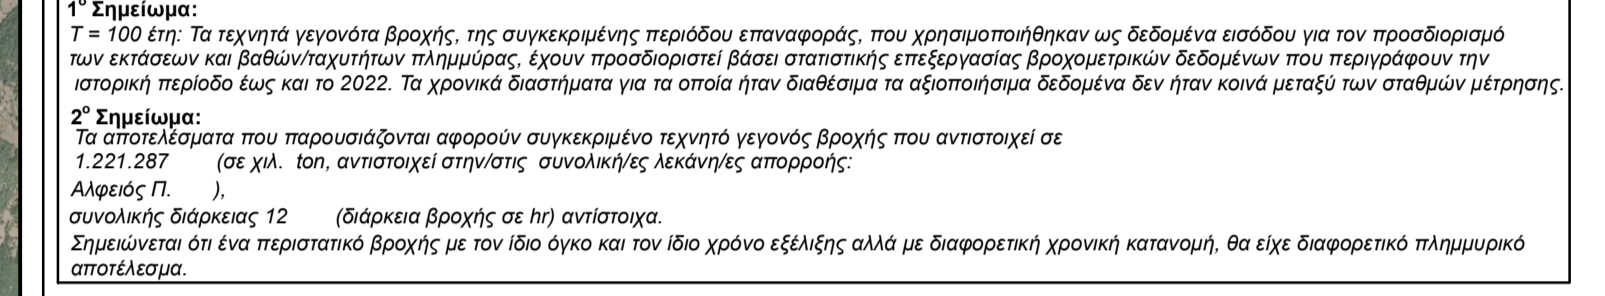 1º Σημείωμα:
T = 100 έτη: Τα τεχνητά γεγονότα βροχής, της συγκεκριμένης περιόδου επαναφοράς, που χρησιμοποιήθηκαν ως δεδομένα εισόδου για τον προσδιορισμό
των εκτάσεων και βαθών/ταχυτήτων πλημμύρας, έχουν προσδιοριστεί βάσει στατιστικής επεξεργασίας βροχομετρικών δεδομένων που περιγράφουν την
ιστορική περίοδο έως και το 2022. Τα χρονικά διαστήματα για τα οποία ήταν διαθέσιμα τα αξιοποιήσιμα δεδομένα δεν ήταν κοινά μεταξύ των σταθμών μέτρησης.
2º Σημείωμα:
Τα αποτελέσματα που παρουσιάζονται αφορούν συγκεκριμένο τεχνητό γεγονός βροχής που αντιστοιχεί σε
1.221.287 (σε χιλ. ton, αντιστοιχεί στην/στις συνολική/ες λεκάνη/ες απορροής:
Αλφειός Π. ),
συνολικής διάρκειας 12 (διάρκεια βροχής σε hr) αντίστοιχα.
Σημειώνεται ότι ένα περιστατικό βροχής με τον ίδιο όγκο και τον ίδιο χρόνο εξέλιξης αλλά με διαφορετική χρονική κατανομή, θα είχε διαφορετικό πλημμυρικό
αποτέλεσμα.